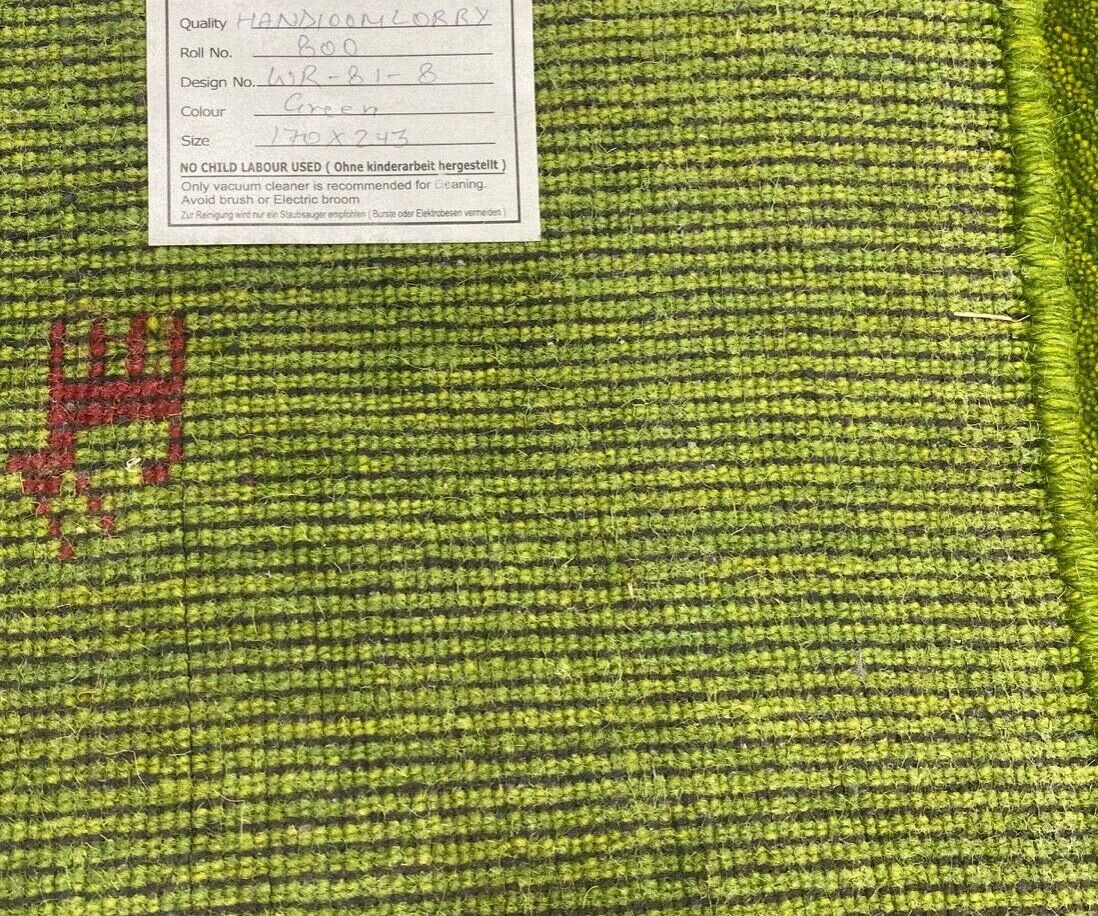 Quality HANDLOOM LORRY
Roll No. 800
Design No. WR-81-8
Colour Green
Size 170 X 243
NO CHILD LABOUR USED ( Ohne kinderarbeit hergestellt )
Only vacuum cleaner is recommended for cleaning.
Avoid brush or Electric broom
Zur Reinigung wird nur ein Staubsauger empfohlen ( Burste oder Elektrobesen vermeiden )